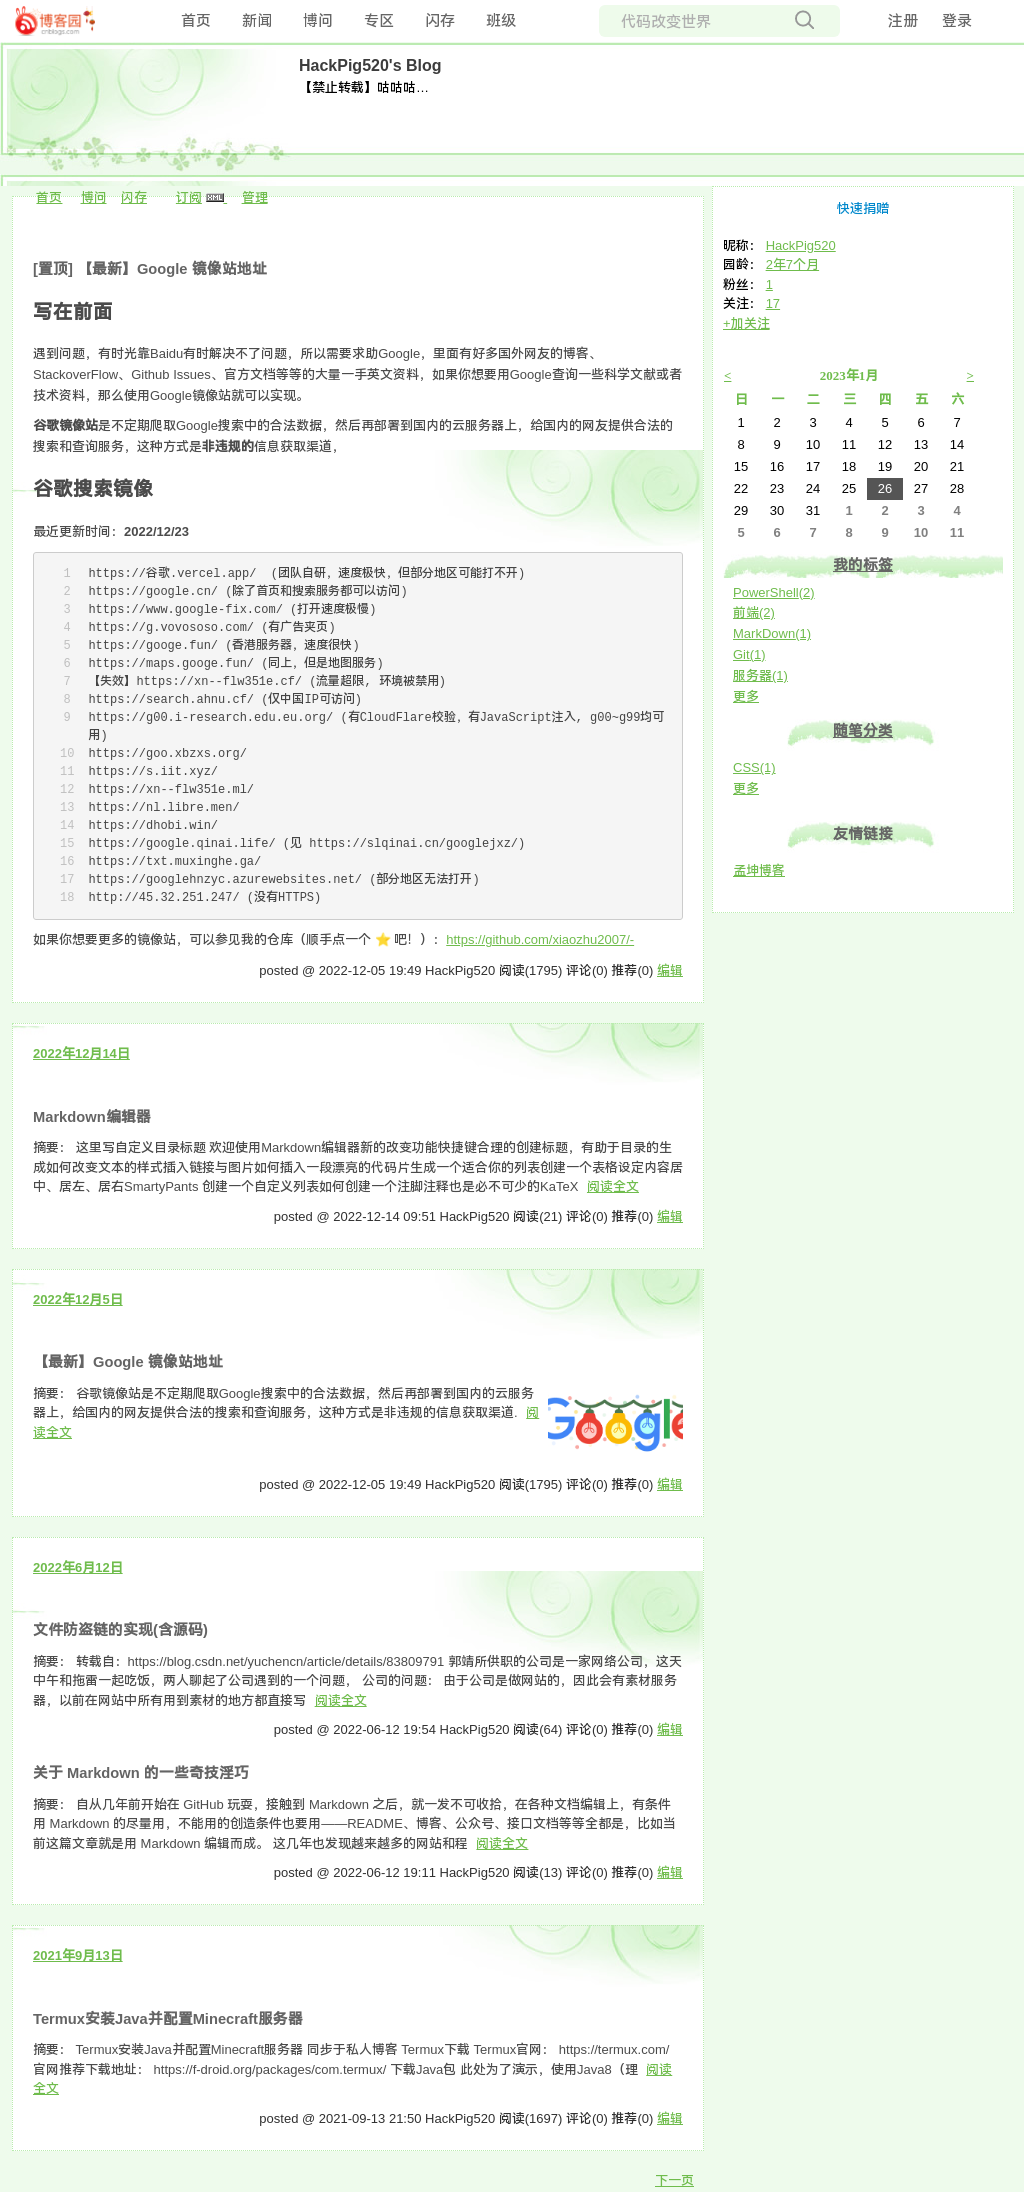 博客园
cnblogs.com
首页 新闻 博问 专区 闪存 班级 代码改变世界 注册 登录
HackPig520's Blog
【禁止转载】咕咕咕…
首页 博问 闪存 订阅 XML 管理
[置顶] 【最新】Google 镜像站地址
写在前面
遇到问题，有时光靠Baidu有时解决不了问题，所以需要求助Google，里面有好多国外网友的博客、
StackoverFlow、Github Issues、官方文档等等的大量一手英文资料，如果你想要用Google查询一些科学文献或者
技术资料，那么使用Google镜像站就可以实现。
谷歌镜像站是不定期爬取Google搜索中的合法数据，然后再部署到国内的云服务器上，给国内的网友提供合法的
搜索和查询服务，这种方式是非违规的信息获取渠道，
谷歌搜索镜像
最近更新时间：2022/12/23
1 https://谷歌.vercel.app/ （团队自研，速度极快，但部分地区可能打不开）
2 https://google.cn/ （除了首页和搜索服务都可以访问）
3 https://www.google-fix.com/ （打开速度极慢）
4 https://g.vovososo.com/ （有广告夹页）
5 https://googe.fun/ （香港服务器，速度很快）
6 https://maps.googe.fun/ （同上，但是地图服务）
7 【失效】https://xn--flw351e.cf/ （流量超限, 环境被禁用）
8 https://search.ahnu.cf/ （仅中国IP可访问）
9 https://g00.i-research.edu.eu.org/ （有CloudFlare校验，有JavaScript注入, g00~g99均可
用）
10 https://goo.xbzxs.org/
11 https://s.iit.xyz/
12 https://xn--flw351e.ml/
13 https://nl.libre.men/
14 https://dhobi.win/
15 https://google.qinai.life/ （见 https://slqinai.cn/googlejxz/）
16 https://txt.muxinghe.ga/
17 https://googlehnzyc.azurewebsites.net/ （部分地区无法打开）
18 http://45.32.251.247/ （没有HTTPS）
如果你想要更多的镜像站，可以参见我的仓库（顺手点一个 ⭐ 吧！）：https://github.com/xiaozhu2007/-
posted @ 2022-12-05 19:49 HackPig520 阅读(1795) 评论(0) 推荐(0) 编辑
2022年12月14日
Markdown编辑器
摘要： 这里写自定义目录标题 欢迎使用Markdown编辑器新的改变功能快捷键合理的创建标题，有助于目录的生
成如何改变文本的样式插入链接与图片如何插入一段漂亮的代码片生成一个适合你的列表创建一个表格设定内容居
中、居左、居右SmartyPants 创建一个自定义列表如何创建一个注脚注释也是必不可少的KaTeX 阅读全文
posted @ 2022-12-14 09:51 HackPig520 阅读(21) 评论(0) 推荐(0) 编辑
2022年12月5日
【最新】Google 镜像站地址
摘要： 谷歌镜像站是不定期爬取Google搜索中的合法数据，然后再部署到国内的云服务
器上，给国内的网友提供合法的搜索和查询服务，这种方式是非违规的信息获取渠道. 阅
读全文
Google
posted @ 2022-12-05 19:49 HackPig520 阅读(1795) 评论(0) 推荐(0) 编辑
2022年6月12日
文件防盗链的实现(含源码)
摘要： 转载自：https://blog.csdn.net/yuchencn/article/details/83809791 郭靖所供职的公司是一家网络公司，这天
中午和拖雷一起吃饭，两人聊起了公司遇到的一个问题， 公司的问题： 由于公司是做网站的，因此会有素材服务
器，以前在网站中所有用到素材的地方都直接写 阅读全文
posted @ 2022-06-12 19:54 HackPig520 阅读(64) 评论(0) 推荐(0) 编辑
关于 Markdown 的一些奇技淫巧
摘要： 自从几年前开始在 GitHub 玩耍，接触到 Markdown 之后，就一发不可收拾，在各种文档编辑上，有条件
用 Markdown 的尽量用，不能用的创造条件也要用——README、博客、公众号、接口文档等等全都是，比如当
前这篇文章就是用 Markdown 编辑而成。 这几年也发现越来越多的网站和程 阅读全文
posted @ 2022-06-12 19:11 HackPig520 阅读(13) 评论(0) 推荐(0) 编辑
2021年9月13日
Termux安装Java并配置Minecraft服务器
摘要： Termux安装Java并配置Minecraft服务器 同步于私人博客 Termux下载 Termux官网： https://termux.com/
官网推荐下载地址： https://f-droid.org/packages/com.termux/ 下载Java包 此处为了演示，使用Java8（理 阅读
全文
posted @ 2021-09-13 21:50 HackPig520 阅读(1697) 评论(0) 推荐(0) 编辑
下一页
快速捐赠
昵称： HackPig520
园龄： 2年7个月
粉丝： 1
关注： 17
+加关注
< 2023年1月 >
日 一 二 三 四 五 六
1 2 3 4 5 6 7
8 9 10 11 12 13 14
15 16 17 18 19 20 21
22 23 24 25 26 27 28
29 30 31 1 2 3 4
5 6 7 8 9 10 11
我的标签
PowerShell(2)
前端(2)
MarkDown(1)
Git(1)
服务器(1)
更多
随笔分类
CSS(1)
更多
友情链接
孟坤博客